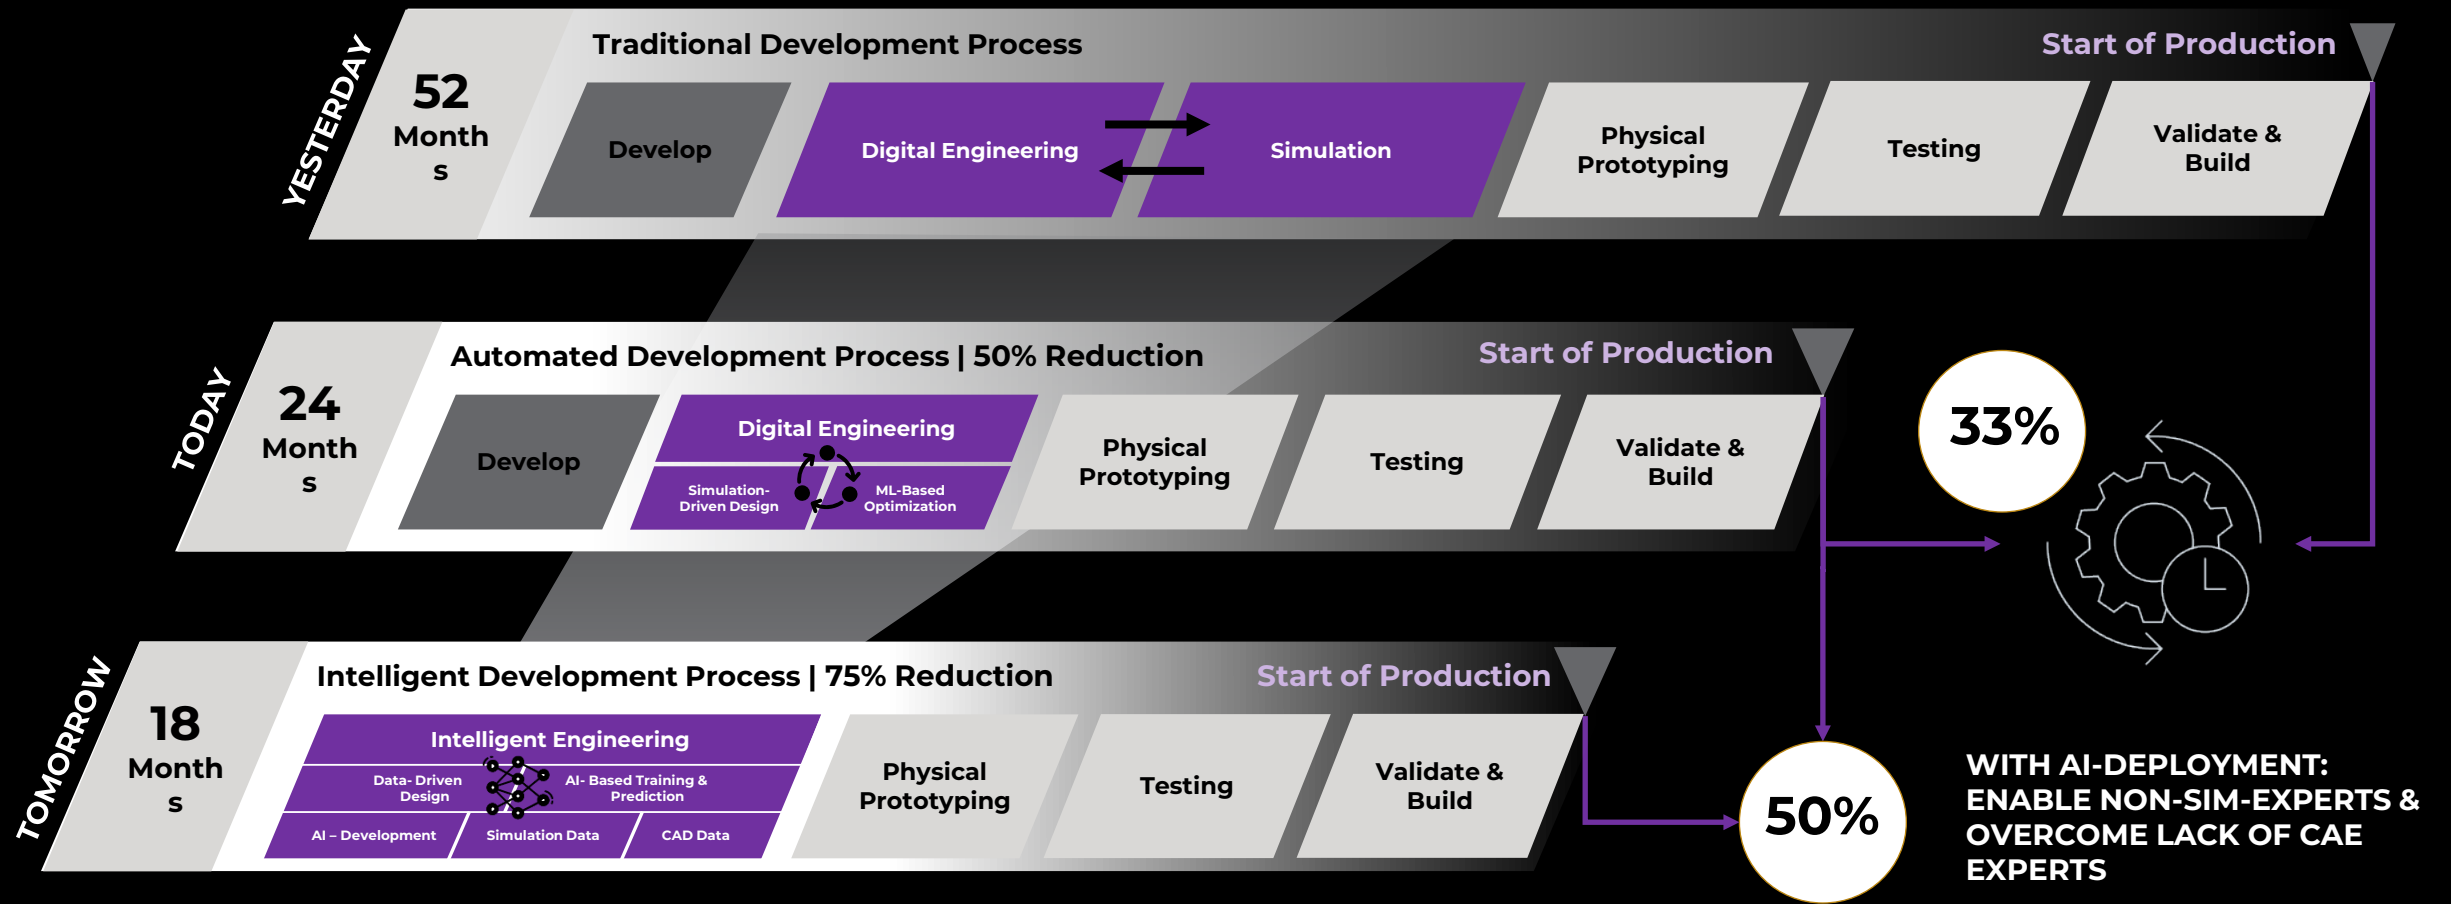 YESTERDAY
52
Month
s
Traditional Development Process
Start of Production
Develop
Digital Engineering
Simulation
Physical
Prototyping
Testing
Validate &
Build
TODAY
24
Month
s
Automated Development Process | 50% Reduction
Start of Production
Develop
Digital Engineering
Simulation-
Driven Design
ML-Based
Optimization
Physical
Prototyping
Testing
Validate &
Build
33%
TOMORROW
18
Month
s
Intelligent Development Process | 75% Reduction
Start of Production
Intelligent Engineering
Data- Driven
Design
AI- Based Training &
Prediction
AI – Development
Simulation Data
CAD Data
Physical
Prototyping
Testing
Validate &
Build
50%
WITH AI-DEPLOYMENT:
ENABLE NON-SIM-EXPERTS &
OVERCOME LACK OF CAE
EXPERTS